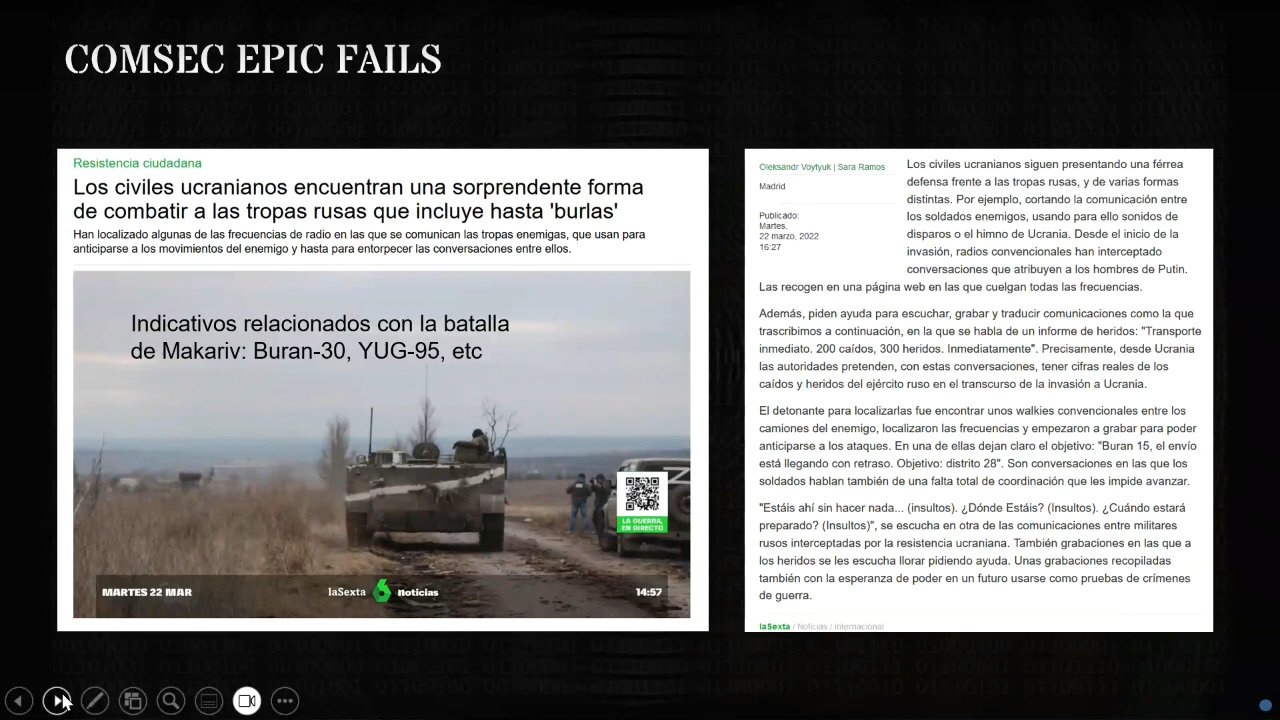 COMSEC EPIC FAILS
Resistencia ciudadana
Los civiles ucranianos encuentran una sorprendente forma
de combatir a las tropas rusas que incluye hasta 'burlas'
Han localizado algunas de las frecuencias de radio en las que se comunican las tropas enemigas, que usan para
anticiparse a los movimientos del enemigo y hasta para entorpecer las conversaciones entre ellos.
Indicativos relacionados con la batalla
de Makariv: Buran-30, YUG-95, etc
LA GUERRA,
EN DIRECTO
MARTES 22 MAR
laSexta 6 noticias
14:57
Oleksandr Voytyuk | Sara Ramos
Madrid
Publicado:
Martes,
22 marzo, 2022
16:27
Los civiles ucranianos siguen presentando una férrea
defensa frente a las tropas rusas, y de varias formas
distintas. Por ejemplo, cortando la comunicación entre
los soldados enemigos, usando para ello sonidos de
disparos o el himno de Ucrania. Desde el inicio de la
invasión, radios convencionales han interceptado
conversaciones que atribuyen a los hombres de Putin.
Las recogen en una página web en las que cuelgan todas las frecuencias.
Además, piden ayuda para escuchar, grabar y traducir comunicaciones como la que
trascribimos a continuación, en la que se habla de un informe de heridos: "Transporte
inmediato. 200 caídos, 300 heridos. Inmediatamente". Precisamente, desde Ucrania
las autoridades pretenden, con estas conversaciones, tener cifras reales de los
caídos y heridos del ejército ruso en el transcurso de la invasión a Ucrania.
El detonante para localizarlas fue encontrar unos walkies convencionales entre los
camiones del enemigo, localizaron las frecuencias y empezaron a grabar para poder
anticiparse a los ataques. En una de ellas dejan claro el objetivo: "Buran 15, el envío
está llegando con retraso. Objetivo: distrito 28". Son conversaciones en las que los
soldados hablan también de una falta total de coordinación que les impide avanzar.
"Estáis ahí sin hacer nada... (insultos). ¿Dónde Estáis? (Insultos). ¿Cuándo estará
preparado? (Insultos)", se escucha en otra de las comunicaciones entre militares
rusos interceptadas por la resistencia ucraniana. También grabaciones en las que a
los heridos se les escucha llorar pidiendo ayuda. Unas grabaciones recopiladas
también con la esperanza de poder en un futuro usarse como pruebas de crímenes
de guerra.
laSexta / Noticias / Internacional